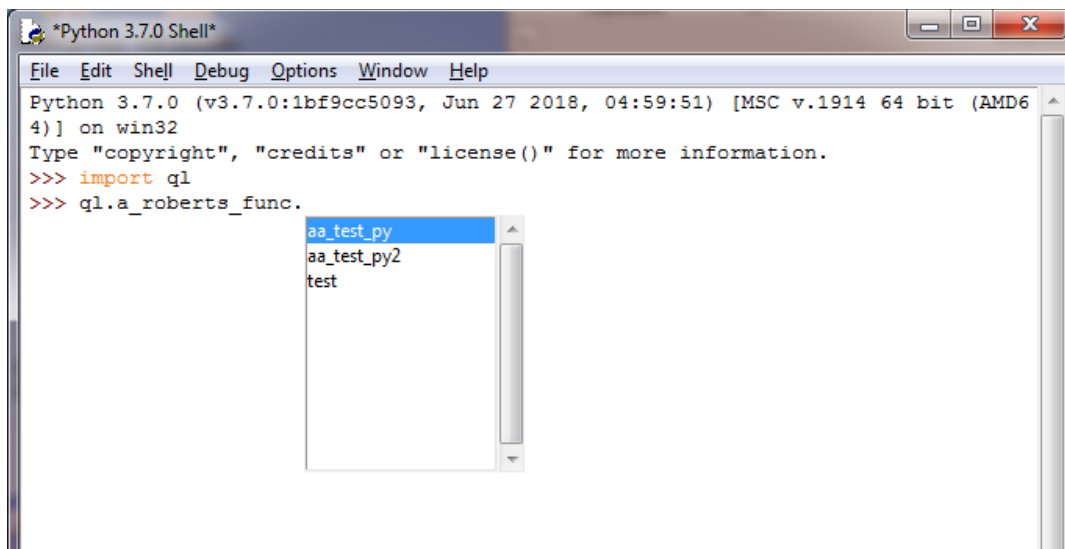 *Python 3.7.0 Shell*
File Edit Shell Debug Options Window Help
Python 3.7.0 (v3.7.0:1bf9cc5093, Jun 27 2018, 04:59:51) [MSC v.1914 64 bit (AMD6
4)] on win32
Type "copyright", "credits" or "license()" for more information.
>>> import ql
>>> ql.a_roberts_func.
aa_test_py
aa_test_py2
test